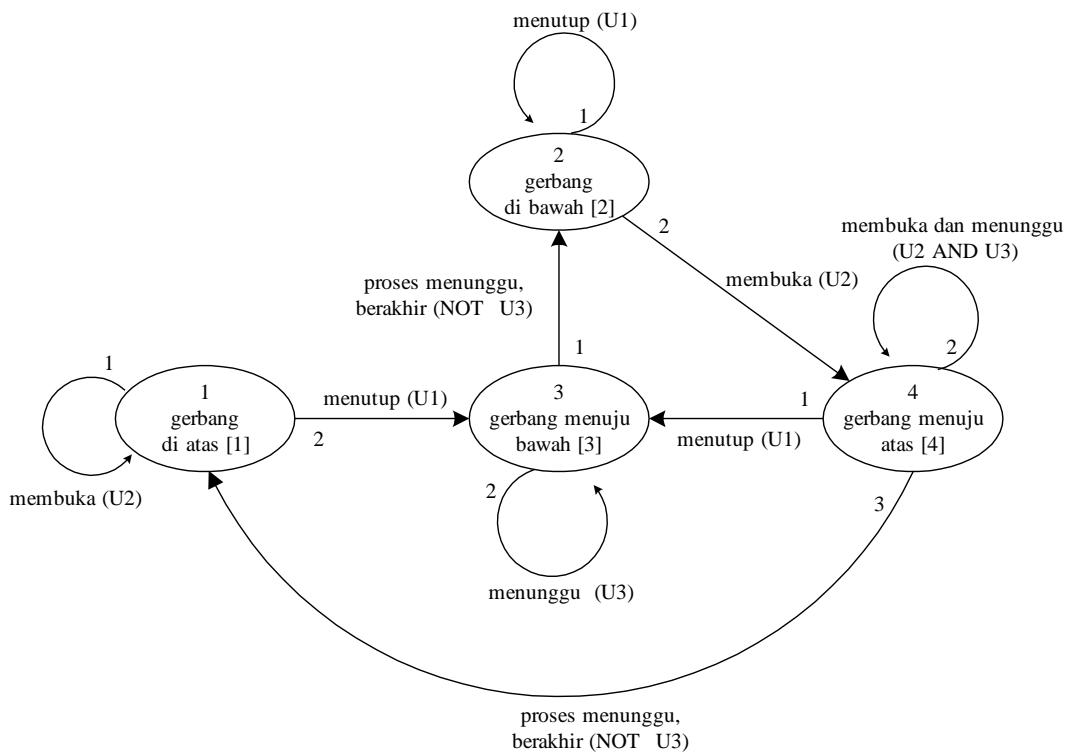 menutup (U1)
1
2
gerbang
di bawah [2]
2
membuka dan menunggu
(U2 AND U3)
membuka (U2)
proses menunggu,
berakhir (NOT U3)
1
2
1
1
gerbang
di atas [1]
menutup (U1)
2
3
gerbang menuju
bawah [3]
1
menutup (U1)
4
gerbang menuju
atas [4]
membuka (U2)
2
3
menunggu (U3)
proses menunggu,
berakhir (NOT U3)